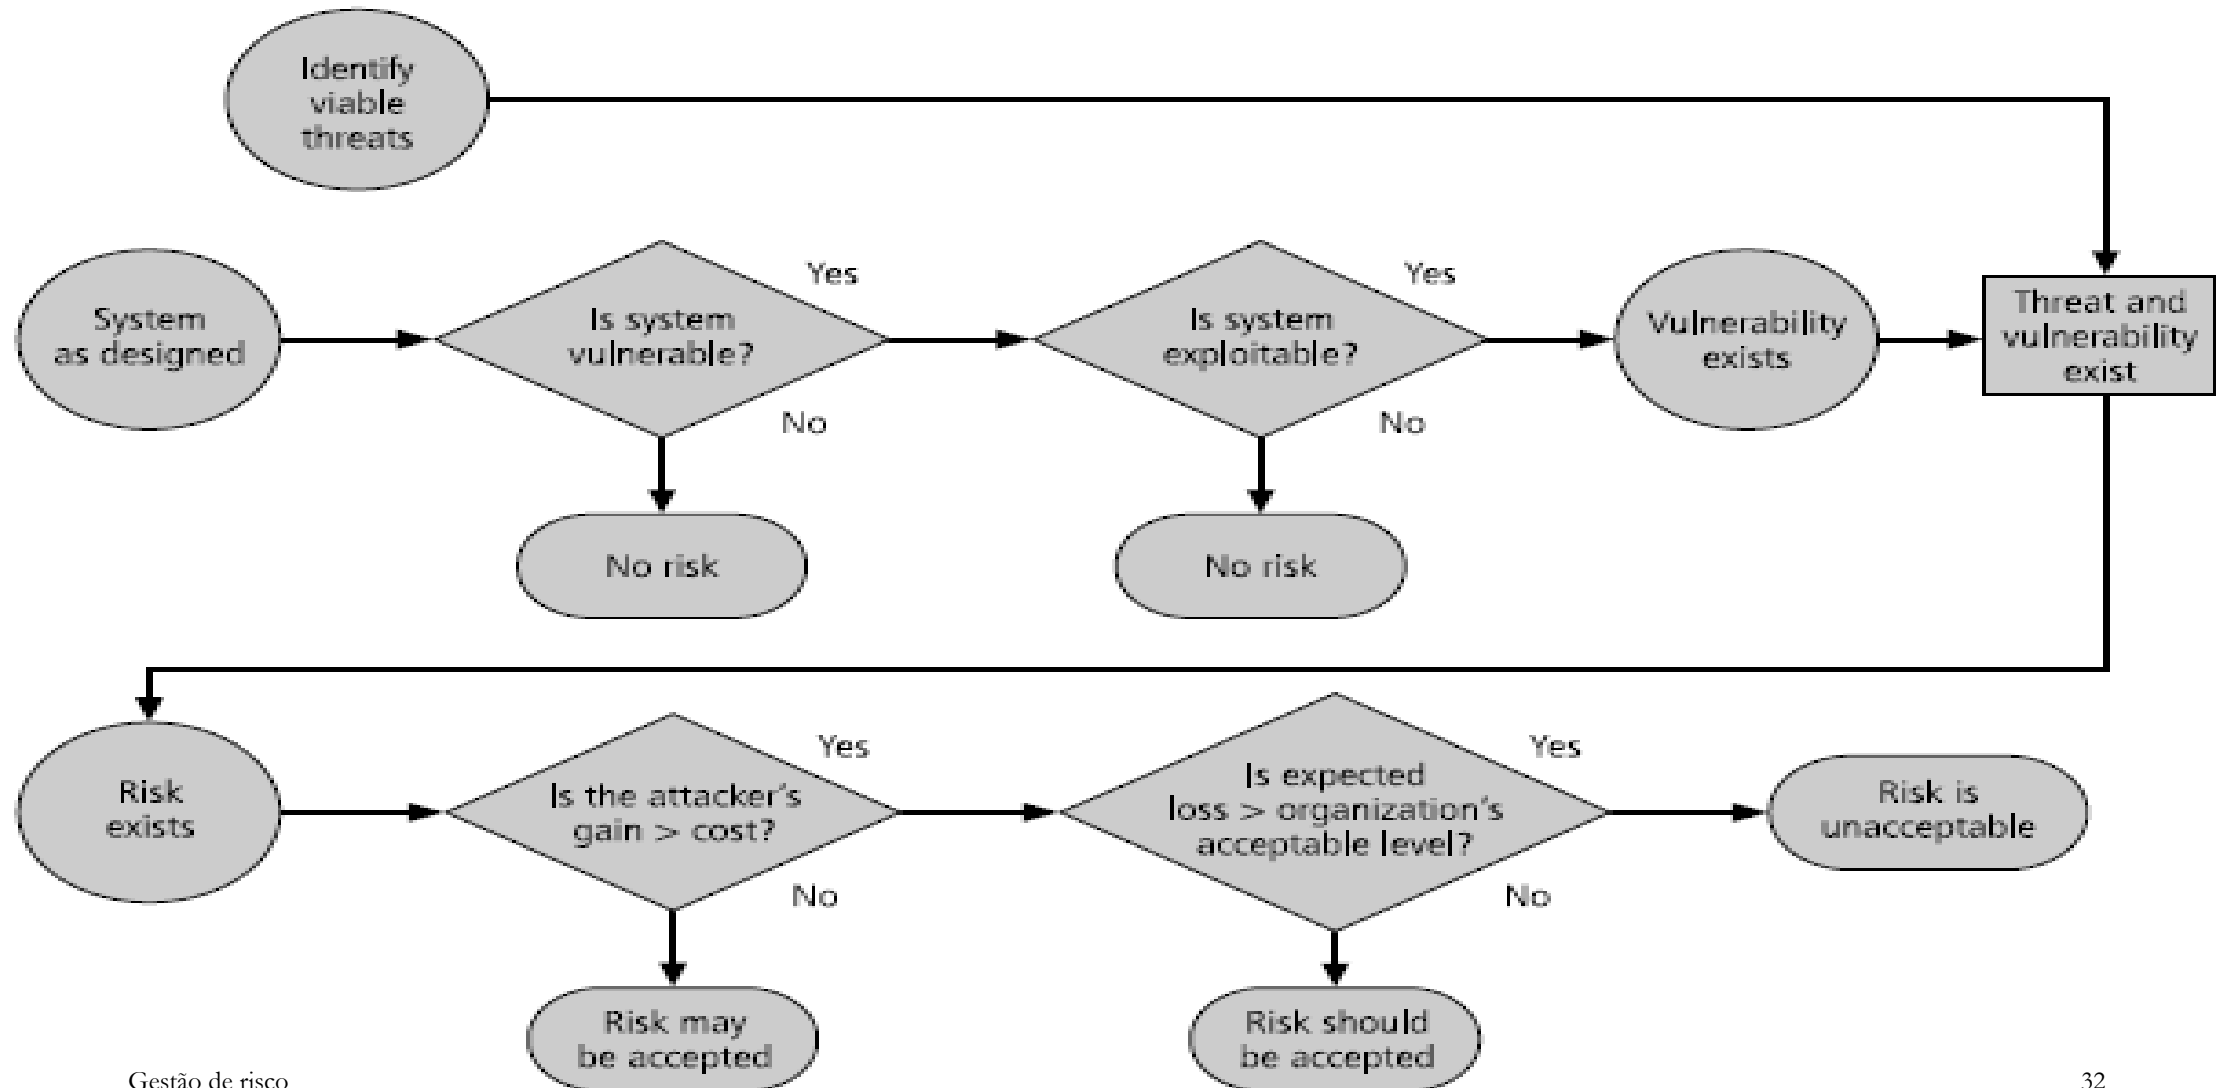 Identify
viable
threats
System
as designed
Is system
vulnerable?
Yes
No
No risk
Is system
exploitable?
Yes
No
No risk
Vulnerability
exists
Threat and
vulnerability
exist
Risk
exists
Is the attacker's
gain > cost?
Yes
No
Risk may
be accepted
Is expected
loss > organization's
acceptable level?
Yes
No
Risk should
be accepted
Risk is
unacceptable
Gestão de risco
32